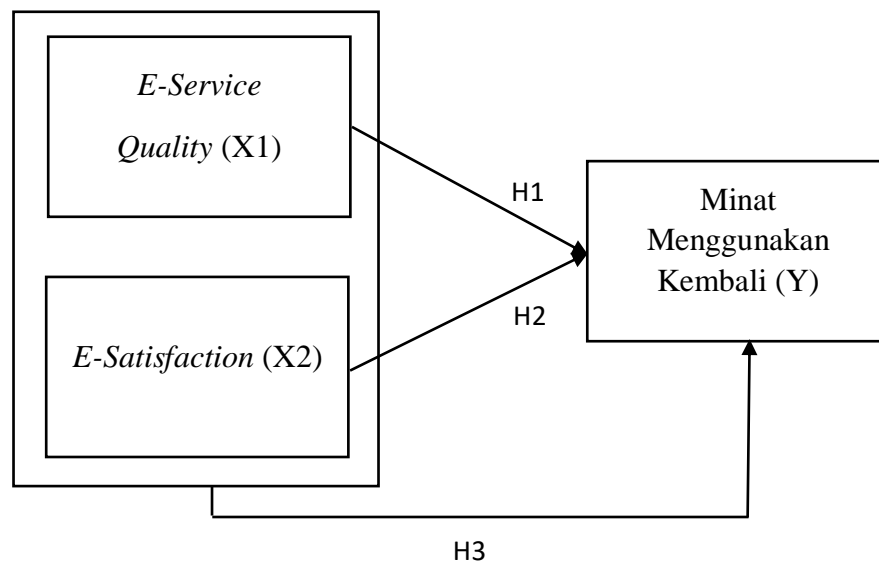 E-Service
Quality (X1)
H1
Minat
Menggunakan
Kembali (Y)
H2
E-Satisfaction (X2)
H3